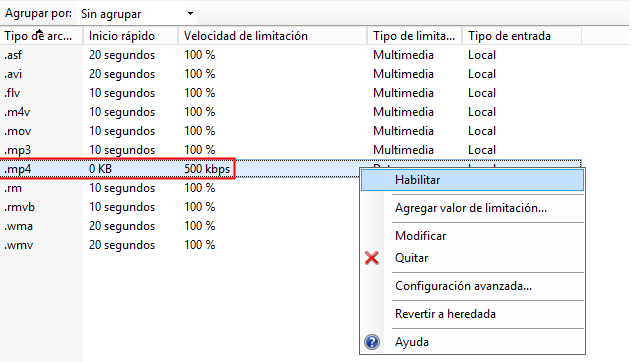 Agrupar por: Sin agrupar
Tipo de arc... Inicio rápido Velocidad de limitación Tipo de limita... Tipo de entrada
.asf 20 segundos 100 % Multimedia Local
.avi 20 segundos 100 % Multimedia Local
.flv 10 segundos 100 % Multimedia Local
.m4v 10 segundos 100 % Multimedia Local
.mov 10 segundos 100 % Multimedia Local
.mp3 10 segundos 100 % Multimedia Local
.mp4 0 KB 500 kbps
.rm 10 segundos 100 %
.rmvb 10 segundos 100 %
.wma 20 segundos 100 %
.wmv 20 segundos 100 %
Habilitar
Agregar valor de limitación...
Modificar
Quitar
Configuración avanzada...
Revertir a heredada
Ayuda